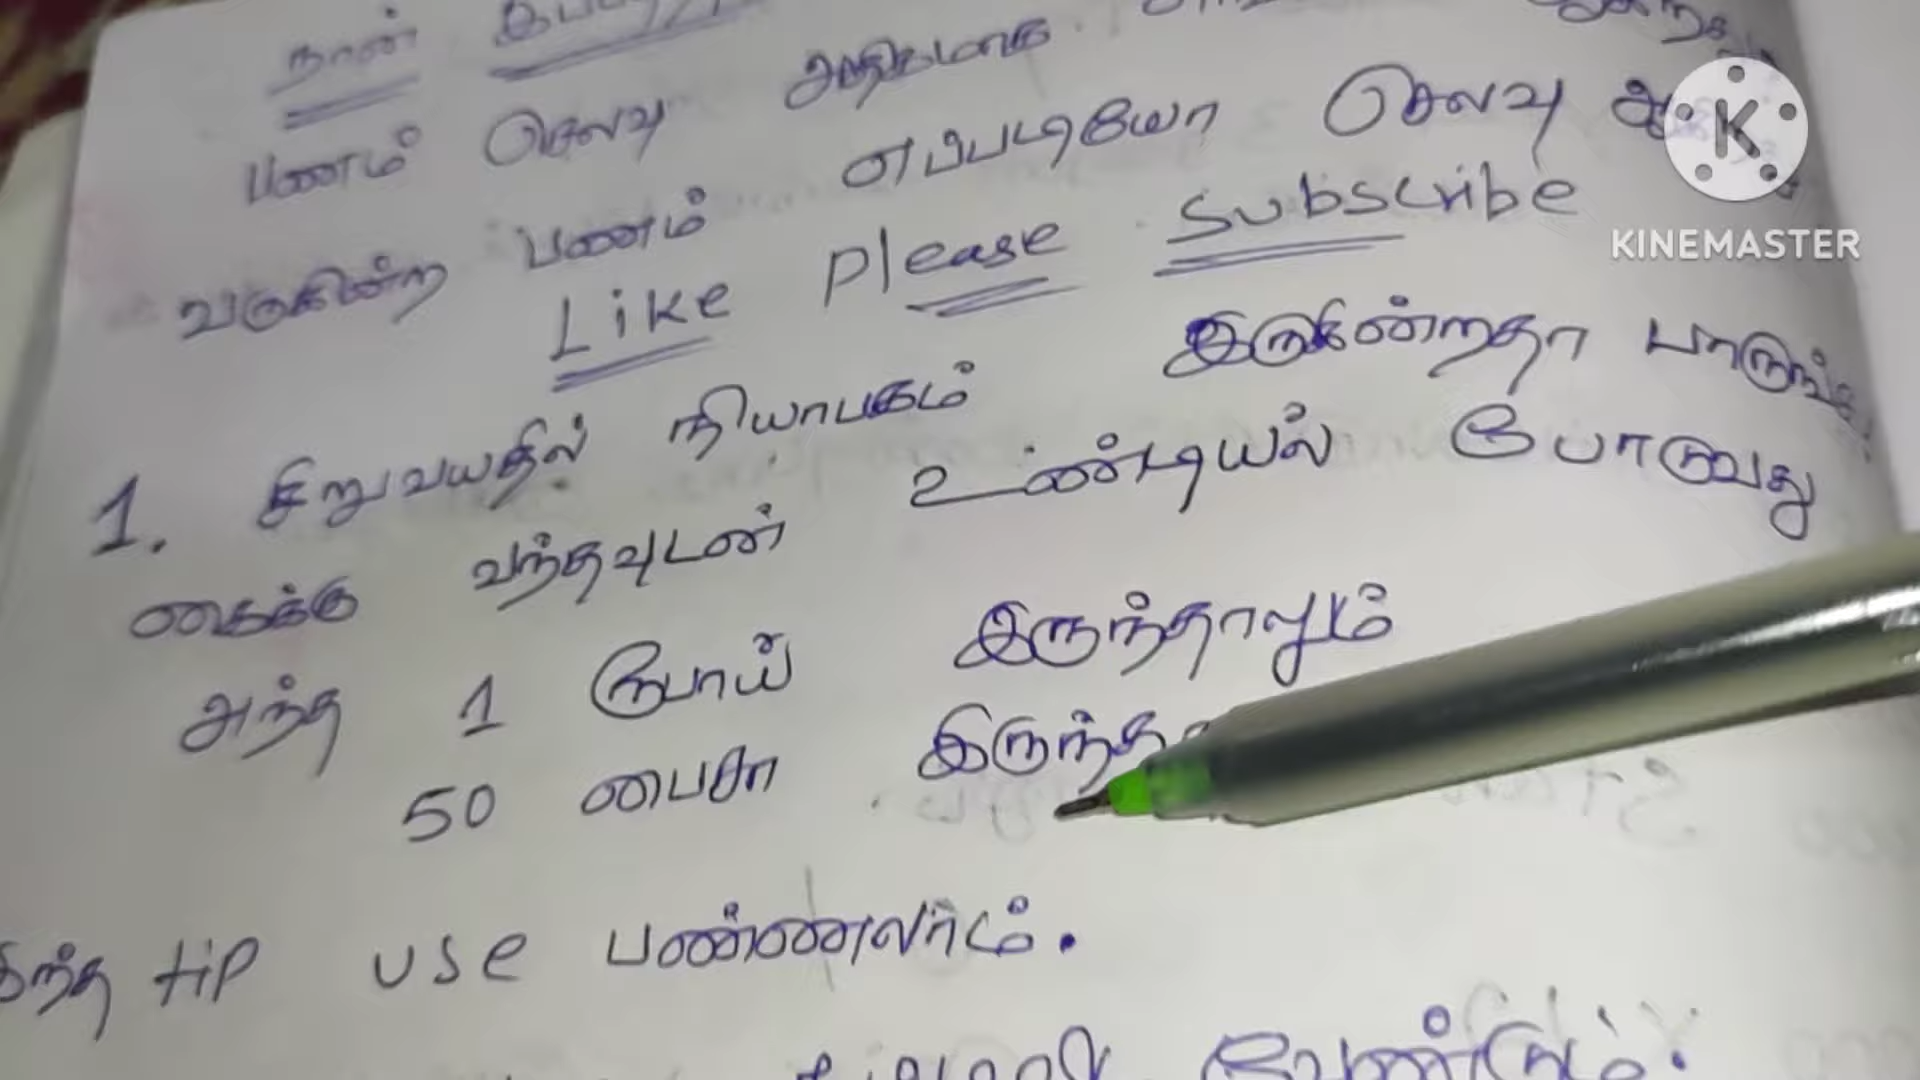 நான்
பணம் செலவு அதிகமாக
வருகின்ற பணம் எப்படியோ செலவு
Like Please Subscribe
1. சிறுவயதில் நியாபகம் இருகின்றதா பாருங்க
கைக்கு வந்தவுடன் உண்டியல் போடுவது
அந்த 1 ரூபாய் இருந்தாலும்
50 பைசா
tip use பண்ணலாம்.
வேண்டும்.
K
KINEMASTER